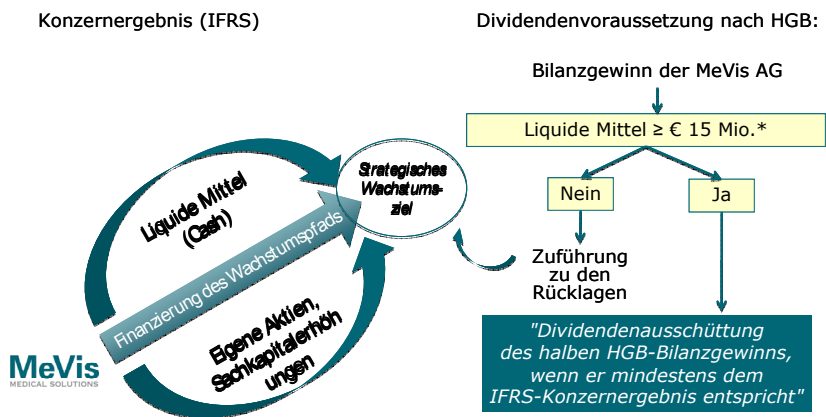 Konzernergebnis (IFRS)
Dividendenvoraussetzung nach HGB:
Bilanzgewinn der MeVis AG
Liquide Mittel ≥ € 15 Mio.*
Nein
Ja
Zuführung
zu den
Rücklagen
"Dividendenausschüttung
des halben HGB-Bilanzgewinns,
wenn er mindestens dem
IFRS-Konzernergebnis entspricht"
Strategisches
Wachstums-
ziel
Liquide Mittel
(Cash)
Finanzierung des Wachstumspfads
Eigene Aktien,
Sachkapitalerhöh
ungen
MeVis
MEDICAL SOLUTIONS